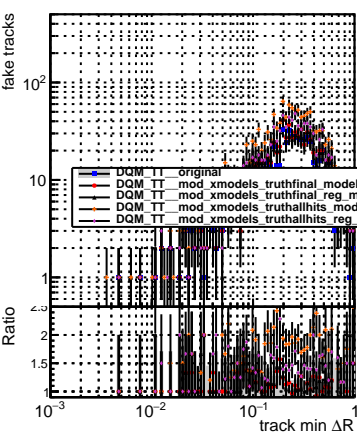 fake tracks
10²
10
1
DQM_TT__original
DQM_TT__mod_xmodels_truthfinal_model
DQM_TT__mod_xmodels_truthfinal_reg_m
DQM_TT__mod_xmodels_truthallhits_mod
DQM_TT__mod_xmodels_truthallhits_reg_
Ratio
2.5
2
1.5
1
10⁻³ 10⁻² 10⁻¹ 1
track min ΔR